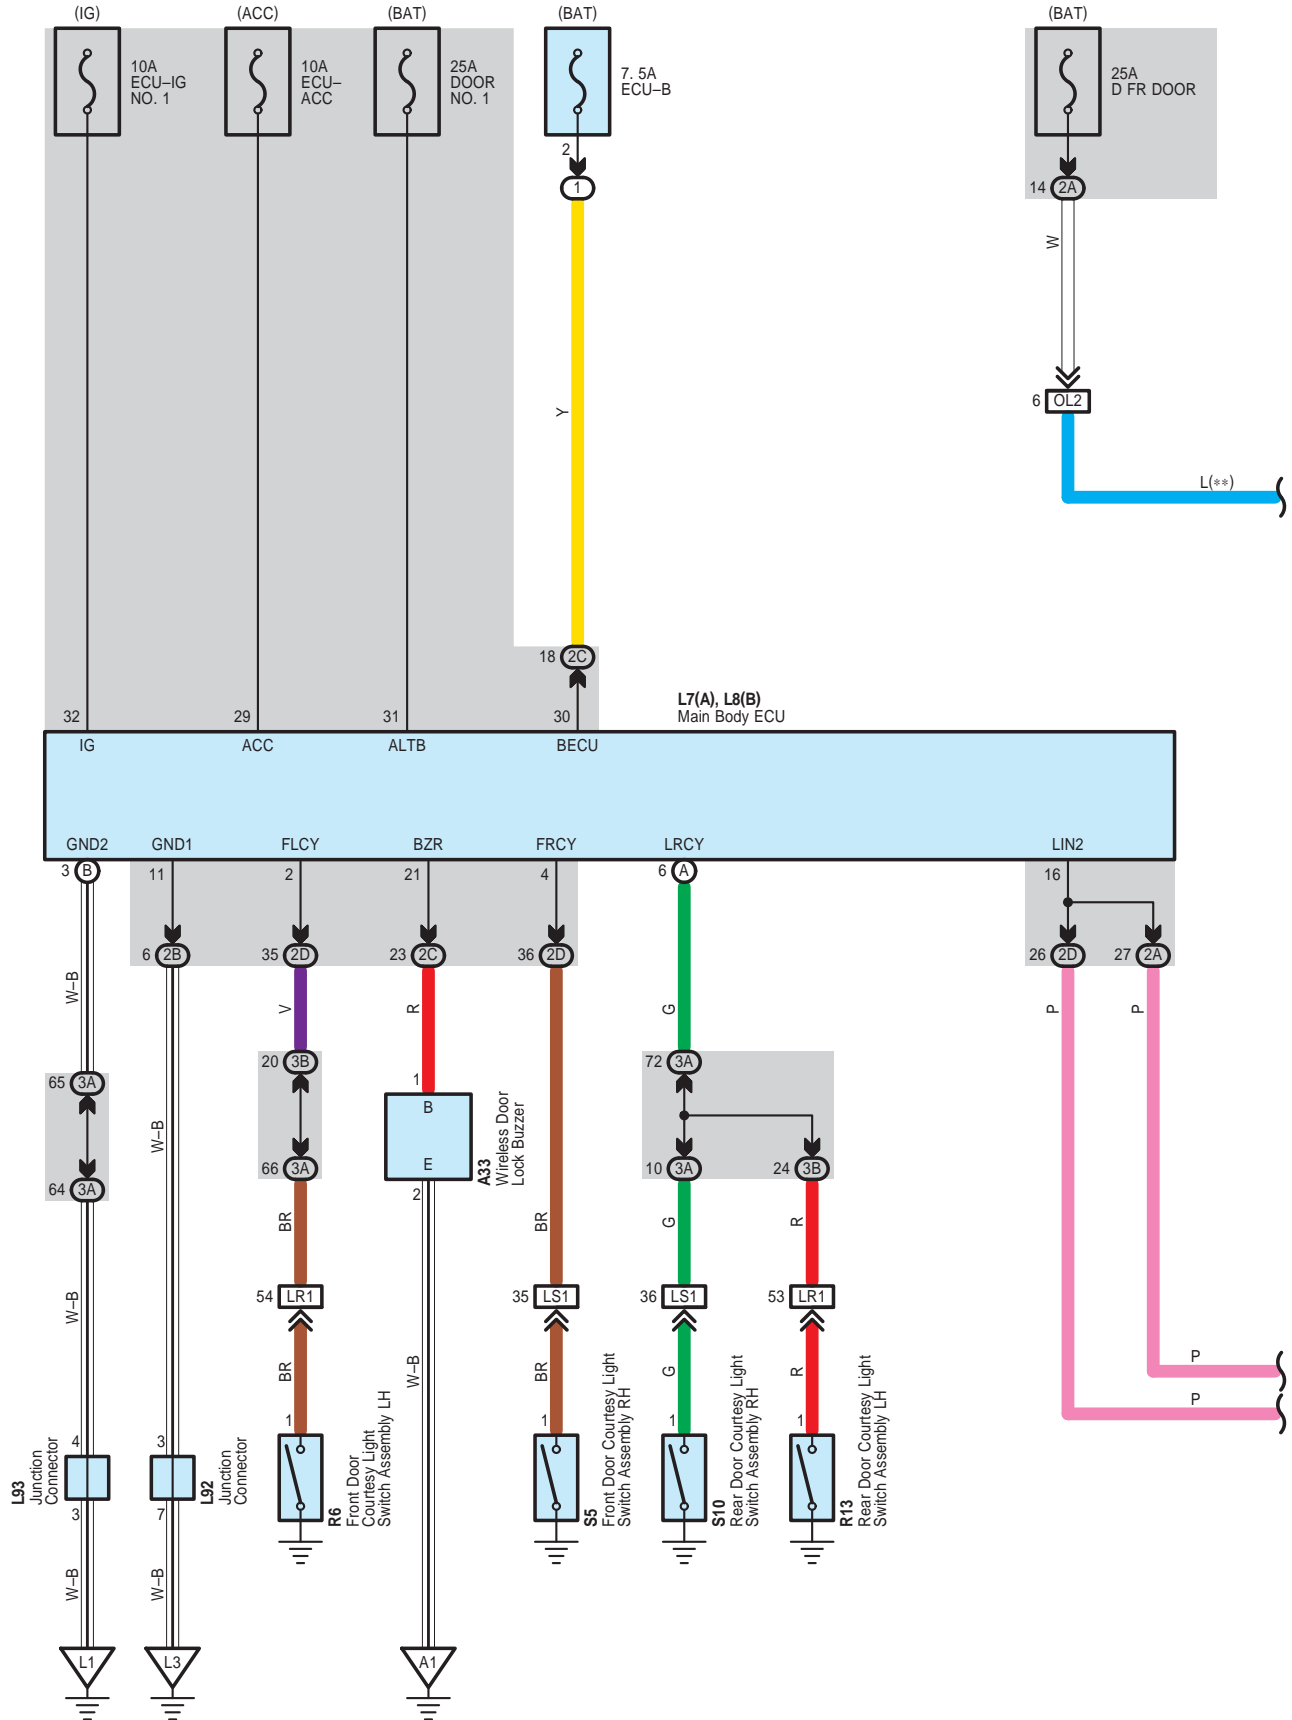 (IG)
(ACC)
(BAT)
(BAT)
(BAT)
10A
ECU–IG
NO. 1
10A
ECU–
ACC
25A
DOOR
NO. 1
7. 5A
ECU–B
25A
D FR DOOR
2
1
14
2A
W
Y
6
OL2
L(∗∗)
18
2C
L7(A), L8(B)
Main Body ECU
32
29
31
30
IG
ACC
ALTB
BECU
GND2
GND1
FLCY
BZR
FRCY
LRCY
LIN2
3
B
11
2
21
4
6
A
16
6
2B
35
2D
23
2C
36
2D
26
2D
27
2A
W–B
V
R
G
P
P
20
3B
72
3A
65
3A
1
B
E
2
A33
Wireless Door
Lock Buzzer
W–B
66
3A
10
3A
24
3B
64
3A
BR
BR
G
R
W–B
54
LR1
35
LS1
36
LS1
53
LR1
BR
W–B
BR
G
R
P
P
1
1
1
1
4
3
L93
Junction
Connector
L92
Junction
Connector
R6
Front Door
Courtesy Light
Switch Assembly LH
S5
Front Door Courtesy Light
Switch Assembly RH
S10
Rear Door Courtesy Light
Switch Assembly RH
R13
Rear Door Courtesy Light
Switch Assembly LH
3
7
W–B
W–B
L1
L3
A1